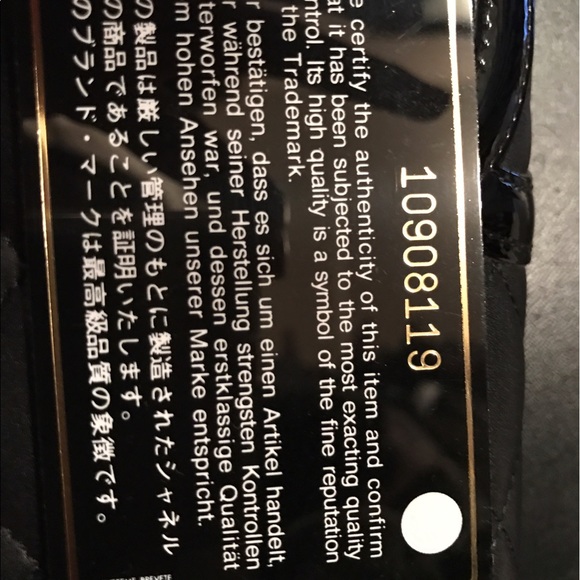 10908119
certify the authenticity of this item and confirm
it has been subjected to the most exacting quality
Its high quality is a symbol of the fine reputation
the Trademark.
bestätigen, dass es sich um einen Artikel handelt,
während seiner Herstellung strengsten Kontrollen
war, und dessen erstklassige Qualität
hohen Ansehen unserer Marke entspricht.
の製品は厳しい管理のもとに製造されたシャネル
の商品であることを証明いたします。
のブランド・マークは最高級品質の象徴です。